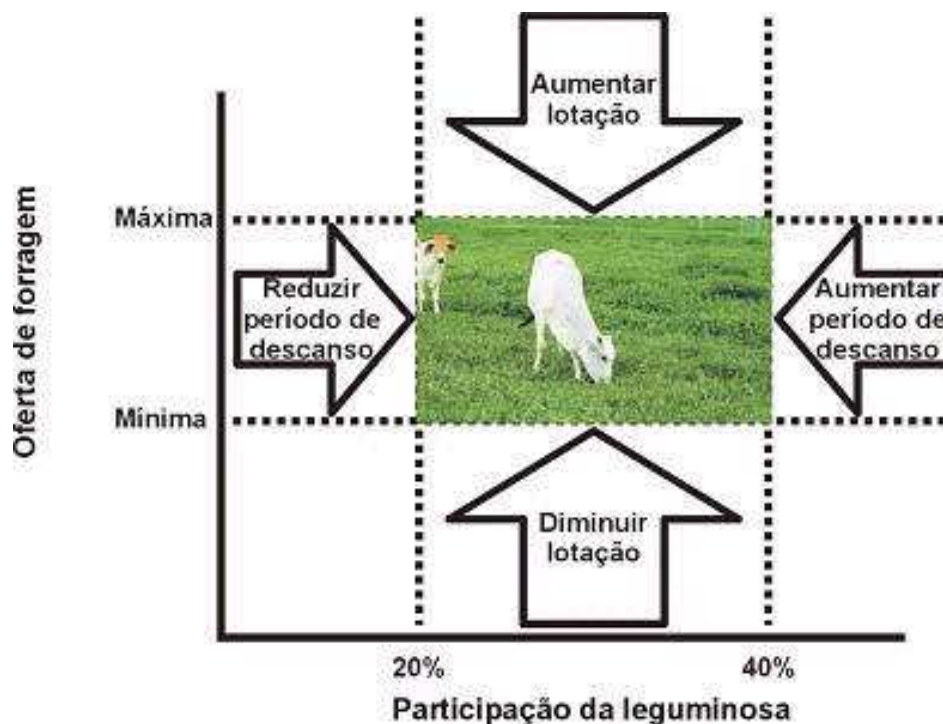 Aumentar
lotação
Oferta de forragem
Máxima
Reduzir
período de
descanso
Aumentar
período de
descanso
Mínima
Diminuir
lotação
20%
40%
Participação da leguminosa